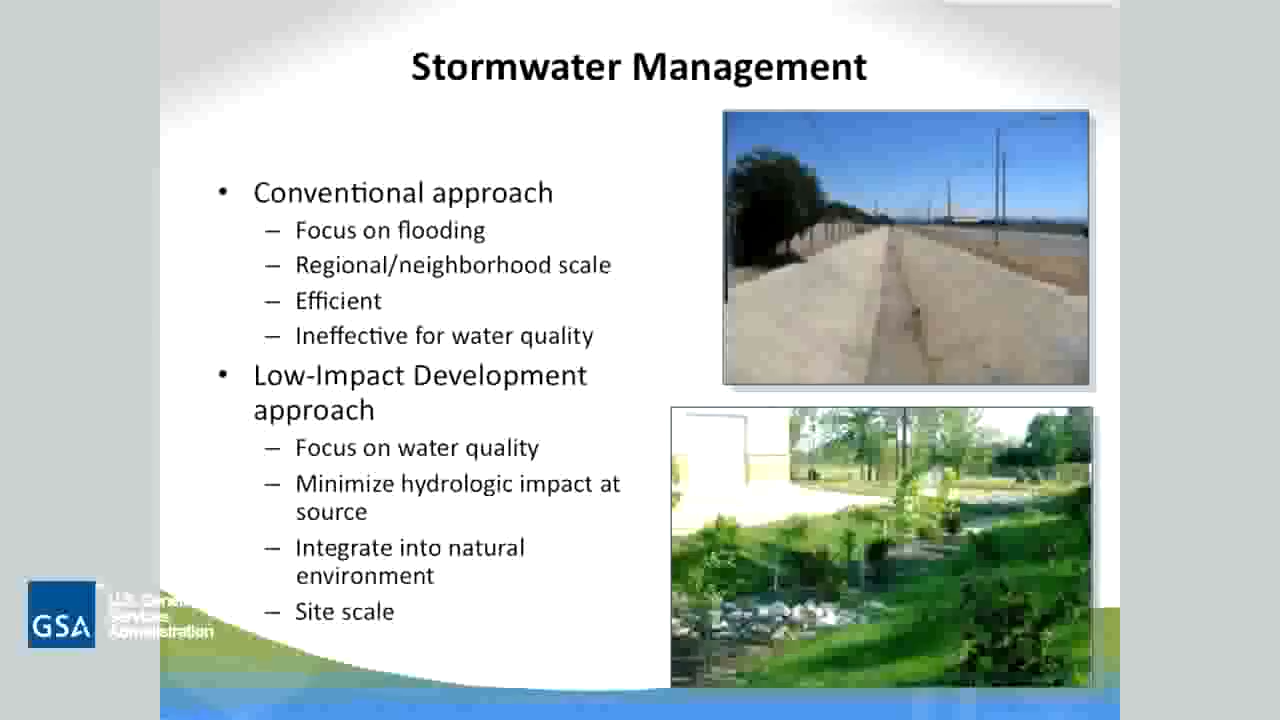 Stormwater Management
• Conventional approach
– Focus on flooding
– Regional/neighborhood scale
– Efficient
– Ineffective for water quality
• Low-Impact Development
approach
– Focus on water quality
– Minimize hydrologic impact at
source
– Integrate into natural
environment
– Site scale
GSA
U.S. General
Services
Administration